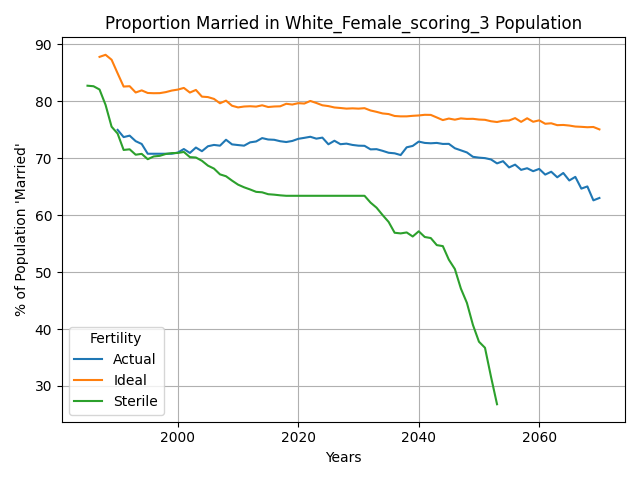 Proportion Married in White_Female_scoring_3 Population
% of Population 'Married'
90
80
70
60
50
40
30
Fertility
Actual
Ideal
Sterile
2000 2020 2040 2060
Years